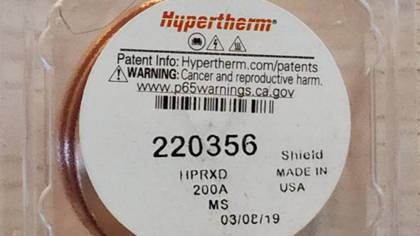 Hypertherm®
Patent Info: Hypertherm.com/patents
WARNING: Cancer and reproductive harm.
www.p65warnings.ca.gov
220356 Shield
HPRXD MADE IN
200A USA
MS
03/08/19